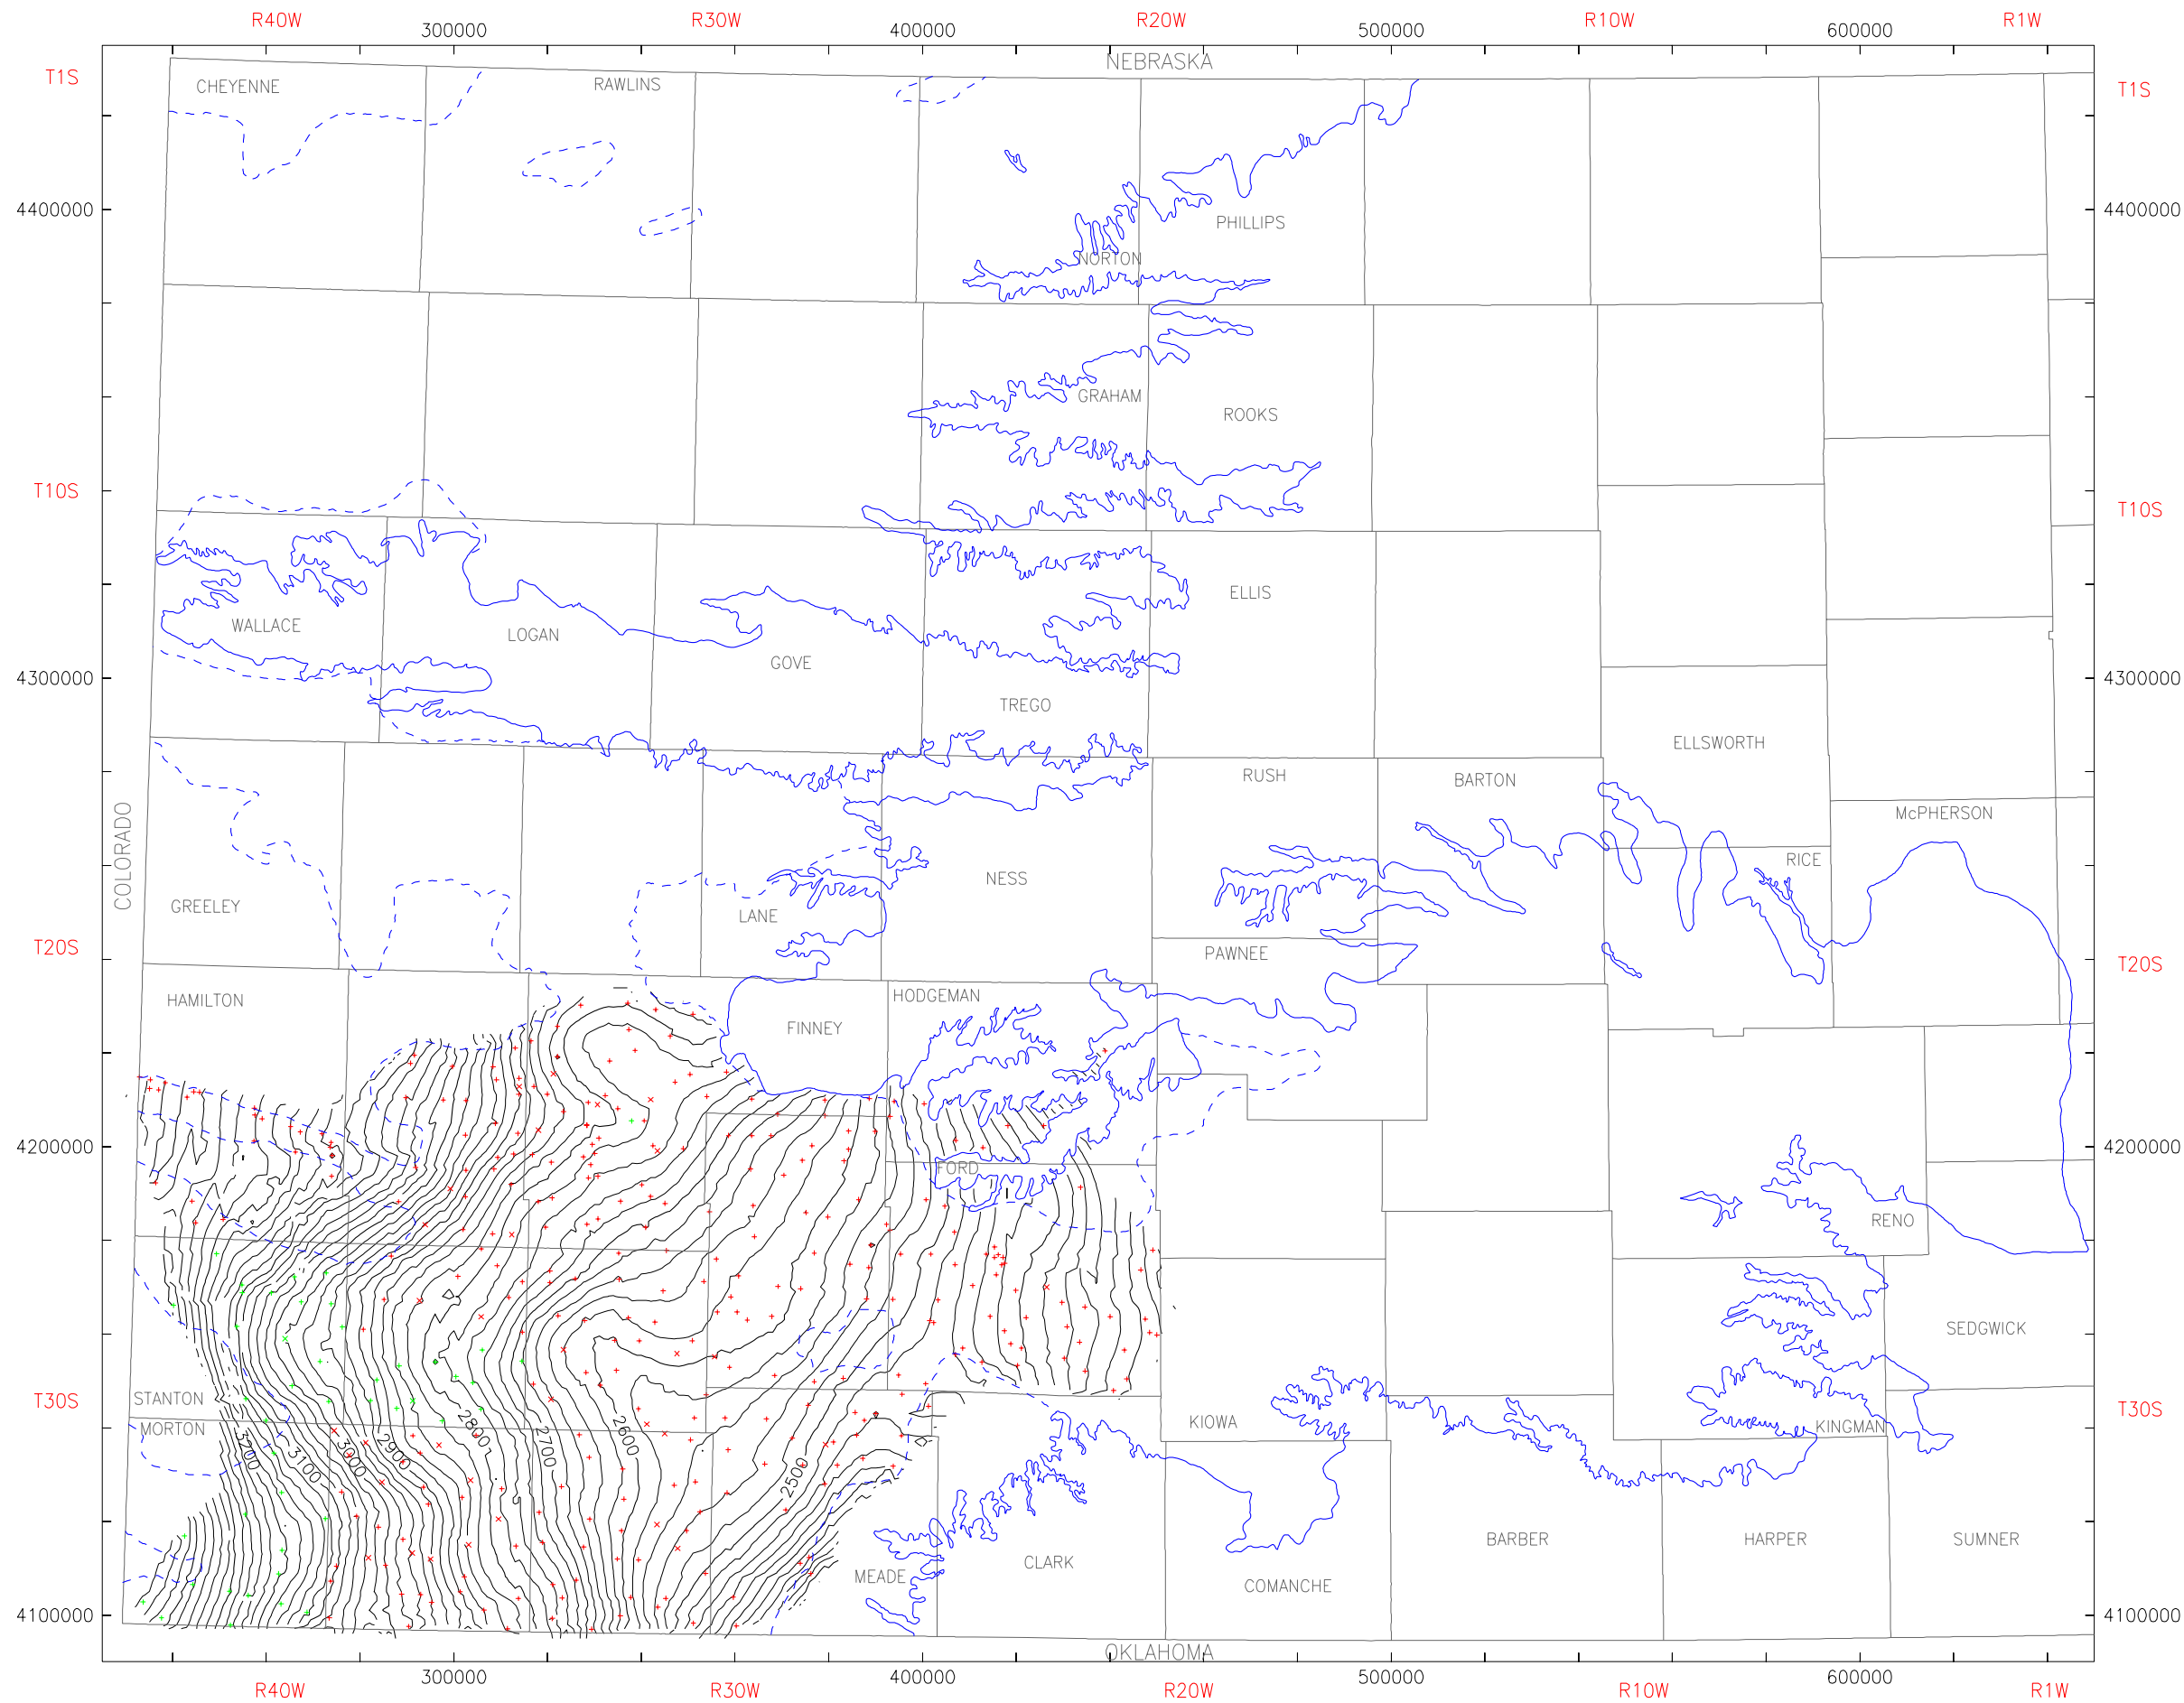 R40W R30W R20W R10W R1W
300000 400000 500000 600000
NEBRASKA
T1S CHEYENNE RAWLINS T1S
4400000 PHILLIPS 4400000
NORTON
GRAHAM
ROOKS
T10S T10S
ELLIS
WALLACE LOGAN
GOVE
4300000 4300000
TREGO
ELLSWORTH
RUSH BARTON
McPHERSON
COLORADO
RICE
NESS
GREELEY LANE
T20S PAWNEE T20S
HAMILTON HODGEMAN
FINNEY
4200000 4200000
FORD
RENO
SEDGWICK
STANTON
T30S T30S
MORTON KIOWA KINGMAN
3200 3100 3000 2900 2801 2700 2600 2500
BARBER HARPER SUMNER
CLARK
MEADE COMANCHE
4100000 4100000
OKLAHOMA
300000 400000 500000 600000
R40W R30W R20W R10W R1W